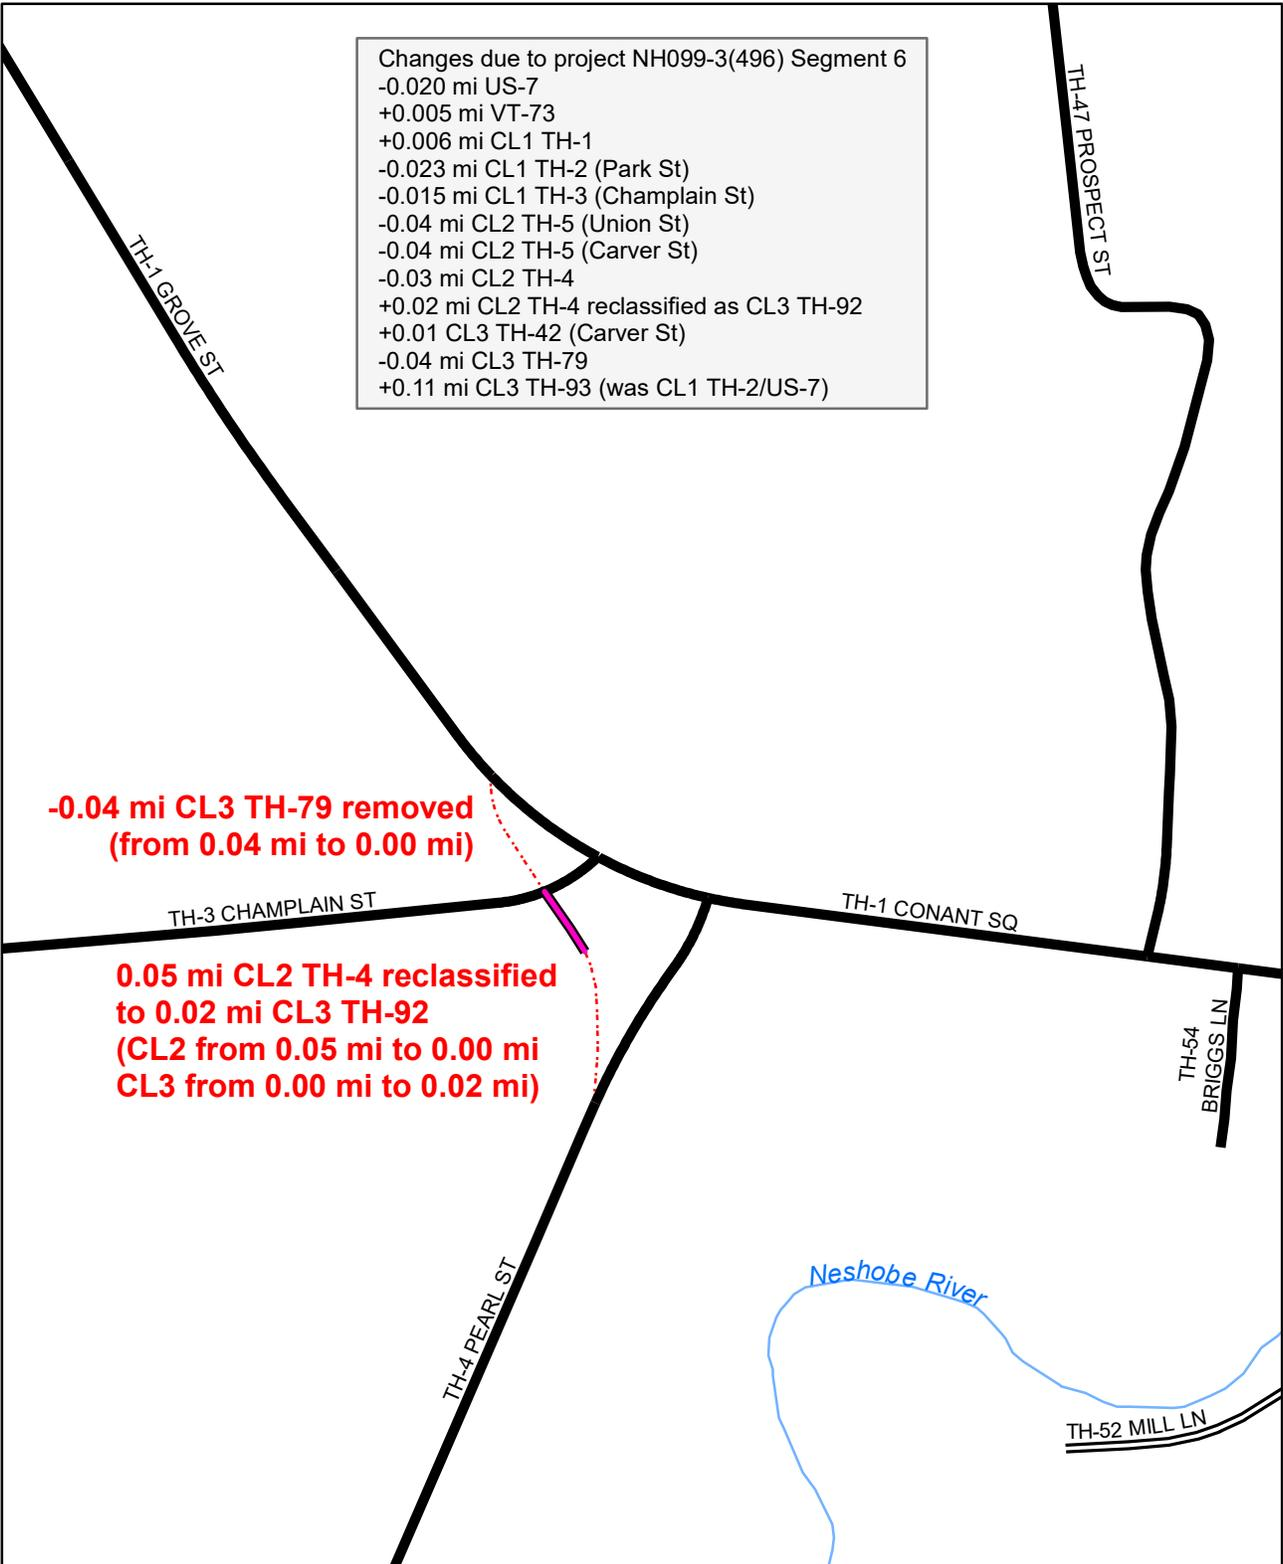 Changes due to project NH099-3(496) Segment 6
-0.020 mi US-7
+0.005 mi VT-73
+0.006 mi CL1 TH-1
-0.023 mi CL1 TH-2 (Park St)
-0.015 mi CL1 TH-3 (Champlain St)
-0.04 mi CL2 TH-5 (Union St)
-0.04 mi CL2 TH-5 (Carver St)
-0.03 mi CL2 TH-4
+0.02 mi CL2 TH-4 reclassified as CL3 TH-92
+0.01 CL3 TH-42 (Carver St)
-0.04 mi CL3 TH-79
+0.11 mi CL3 TH-93 (was CL1 TH-2/US-7)
TH-47 PROSPECT ST
TH-1 GROVE ST
-0.04 mi CL3 TH-79 removed
(from 0.04 mi to 0.00 mi)
TH-3 CHAMPLAIN ST
TH-1 CONANT SQ
0.05 mi CL2 TH-4 reclassified
to 0.02 mi CL3 TH-92
(CL2 from 0.05 mi to 0.00 mi
CL3 from 0.00 mi to 0.02 mi)
TH-54
BRIGGS LN
TH-4 PEARL ST
Neshobe River
TH-52 MILL LN